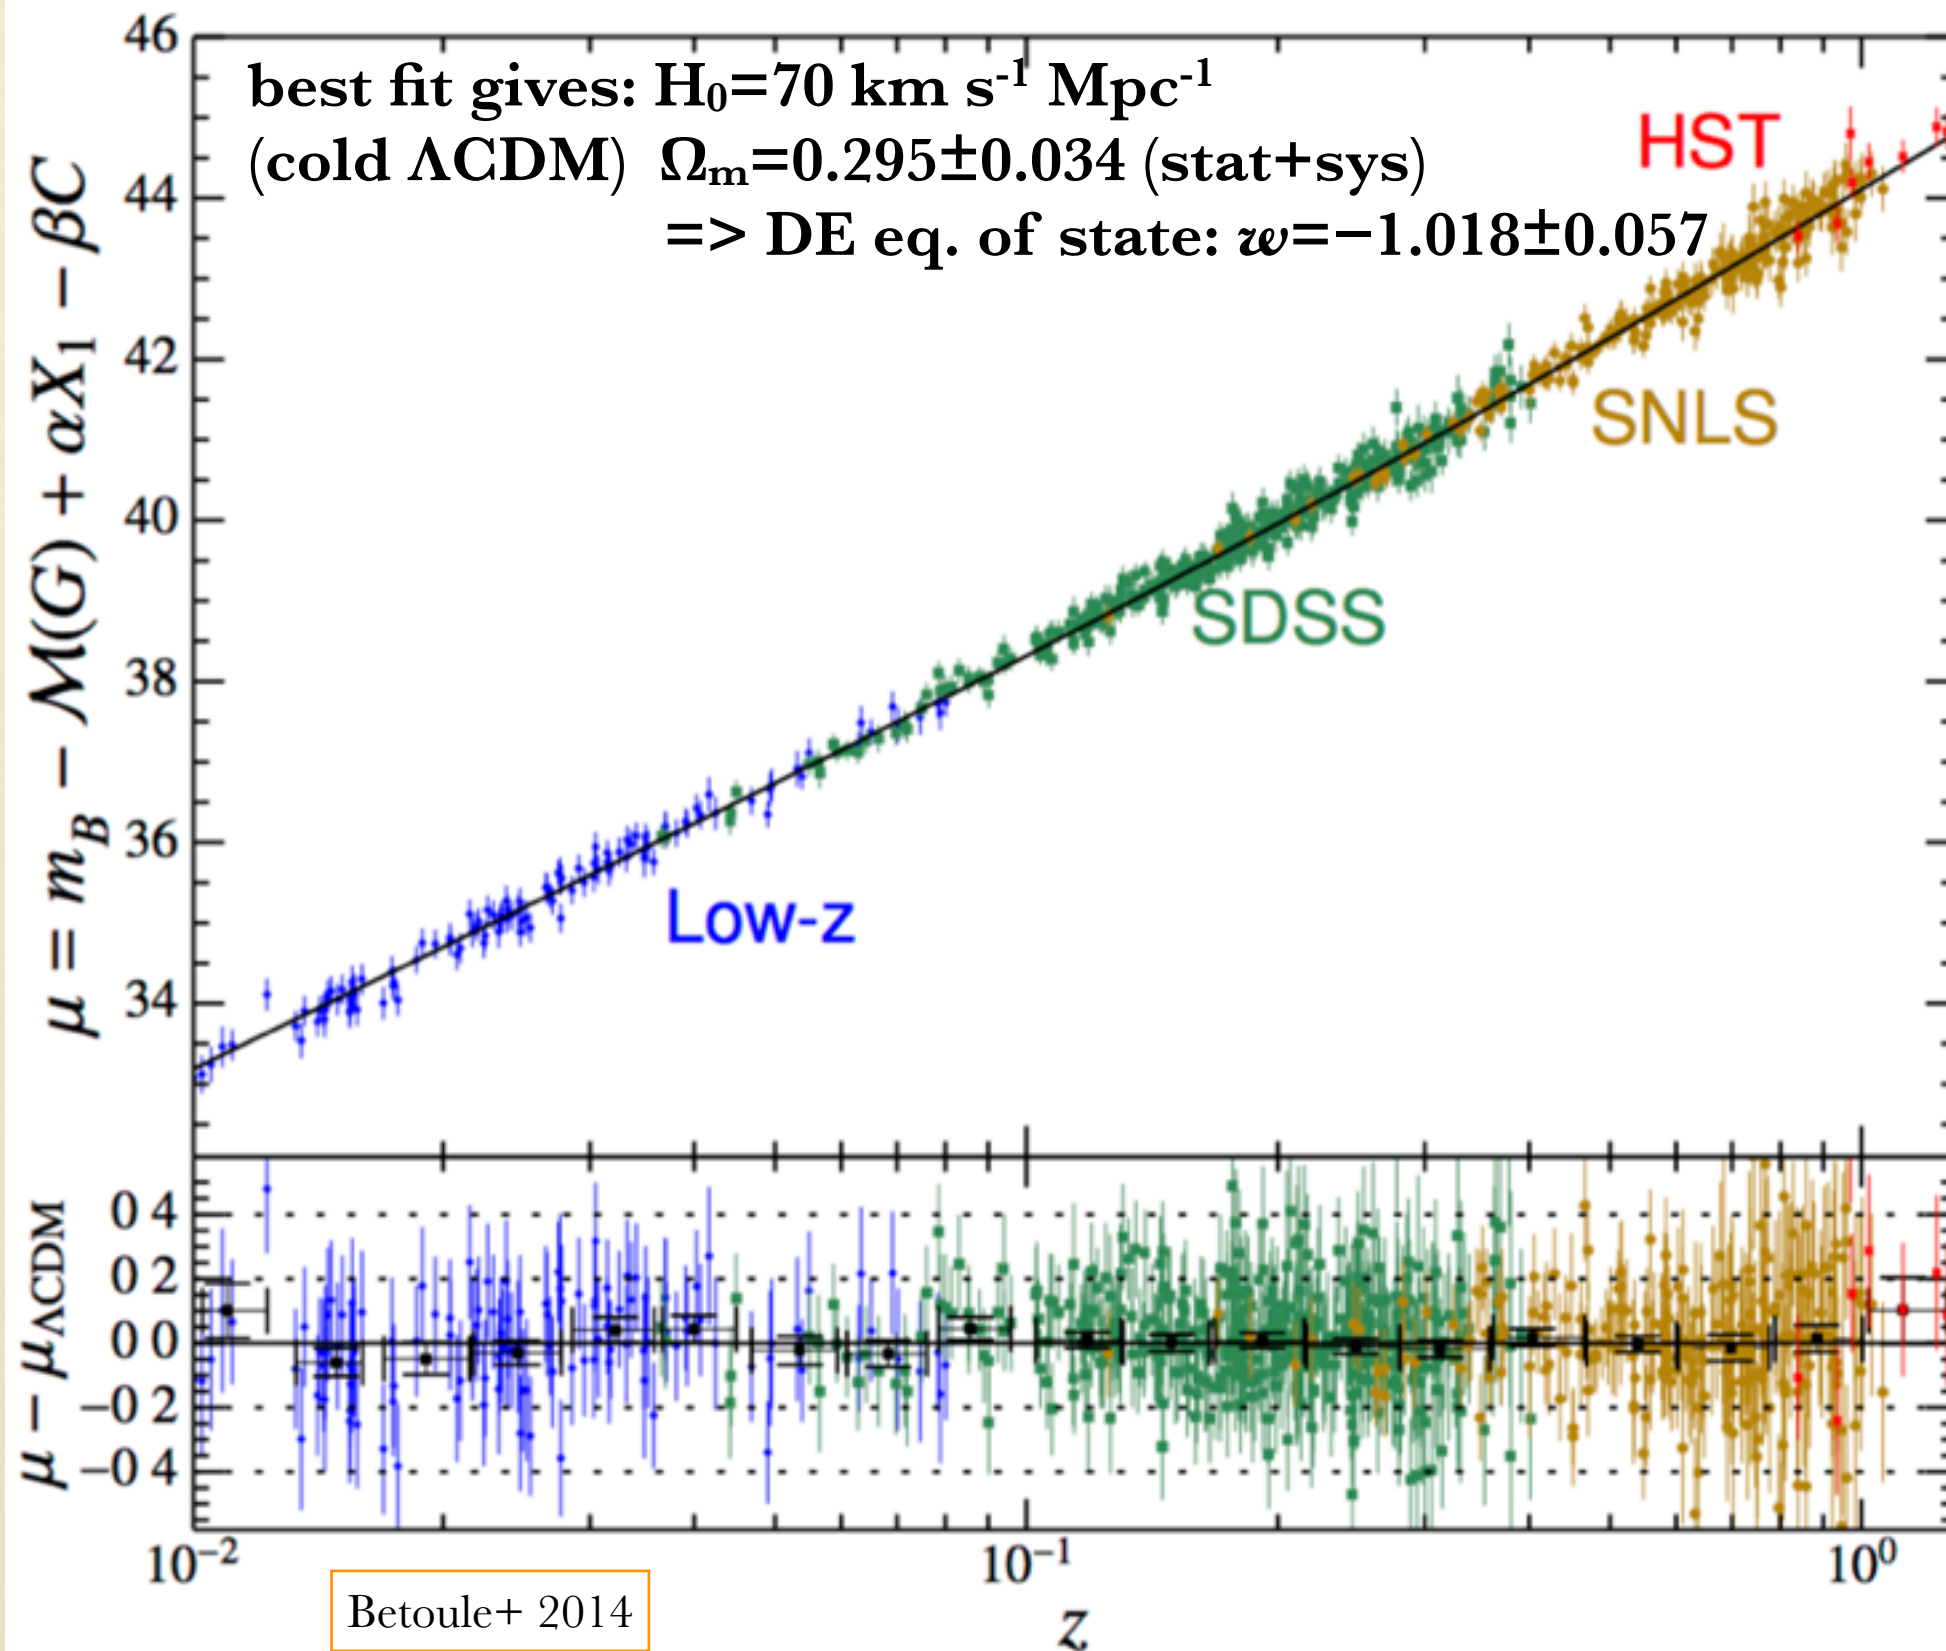 46
best fit gives: H₀=70 km s⁻¹ Mpc⁻¹
(cold ΛCDM) Ωₘ=0.295±0.034 (stat+sys)
=> DE eq. of state: w=−1.018±0.057
HST
44
42
SNLS
40
SDSS
38
36
Low-z
34
μ = m_B − M(G) + αX₁ − βC
0 4
0 2
0 0
−0 2
−0 4
μ − μ_ΛCDM
10⁻² 10⁻¹ 10⁰
Betoule+ 2014
z